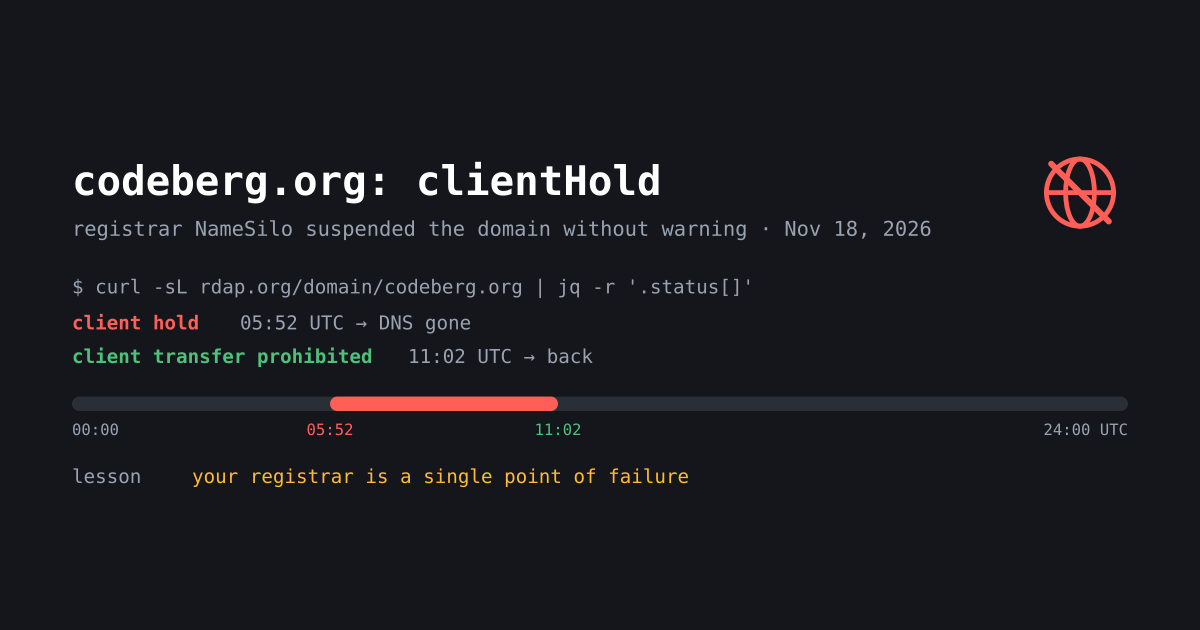 codeberg.org: clientHold
registrar NameSilo suspended the domain without warning · Nov 18, 2026
$ curl -sL rdap.org/domain/codeberg.org | jq -r '.status[]'
client hold 05:52 UTC → DNS gone
client transfer prohibited 11:02 UTC → back
00:00 05:52 11:02 24:00 UTC
lesson your registrar is a single point of failure